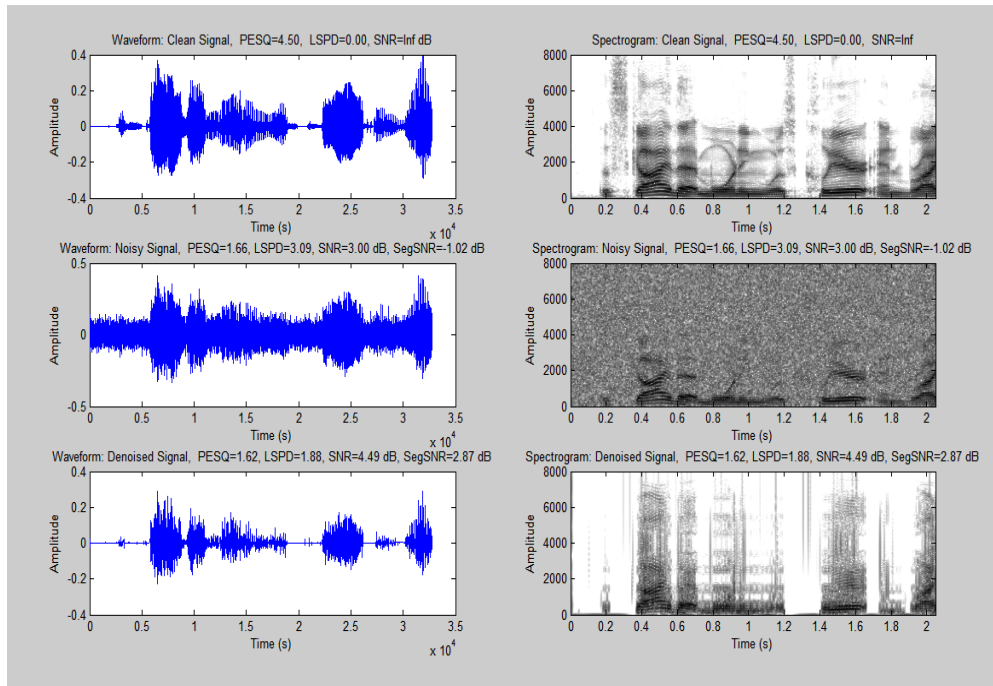 Waveform: Clean Signal,  PESQ=4.50,  LSPD=0.00,  SNR=Inf dB
0.4
0.2
0
-0.2
-0.4
Amplitude
0 0.5 1 1.5 2 2.5 3 3.5
Time (s)
x 10^4
Spectrogram: Clean Signal,  PESQ=4.50,  LSPD=0.00,  SNR=Inf
8000
6000
4000
2000
0
Amplitude
0 0.2 0.4 0.6 0.8 1 1.2 1.4 1.6 1.8 2
Time (s)
Waveform: Noisy Signal,  PESQ=1.66, LSPD=3.09, SNR=3.00 dB, SegSNR=-1.02 dB
0.5
0
-0.5
Amplitude
0 0.5 1 1.5 2 2.5 3 3.5
Time (s)
x 10^4
Spectrogram: Noisy Signal,  PESQ=1.66, LSPD=3.09, SNR=3.00 dB, SegSNR=-1.02 dB
8000
6000
4000
2000
0
Amplitude
0 0.2 0.4 0.6 0.8 1 1.2 1.4 1.6 1.8 2
Time (s)
Waveform: Denoised Signal,  PESQ=1.62, LSPD=1.88, SNR=4.49 dB, SegSNR=2.87 dB
0.4
0.2
0
-0.2
-0.4
Amplitude
0 0.5 1 1.5 2 2.5 3 3.5
Time (s)
x 10^4
Spectrogram: Denoised Signal,  PESQ=1.62, LSPD=1.88, SNR=4.49 dB, SegSNR=2.87 dB
8000
6000
4000
2000
0
Amplitude
0 0.2 0.4 0.6 0.8 1 1.2 1.4 1.6 1.8 2
Time (s)